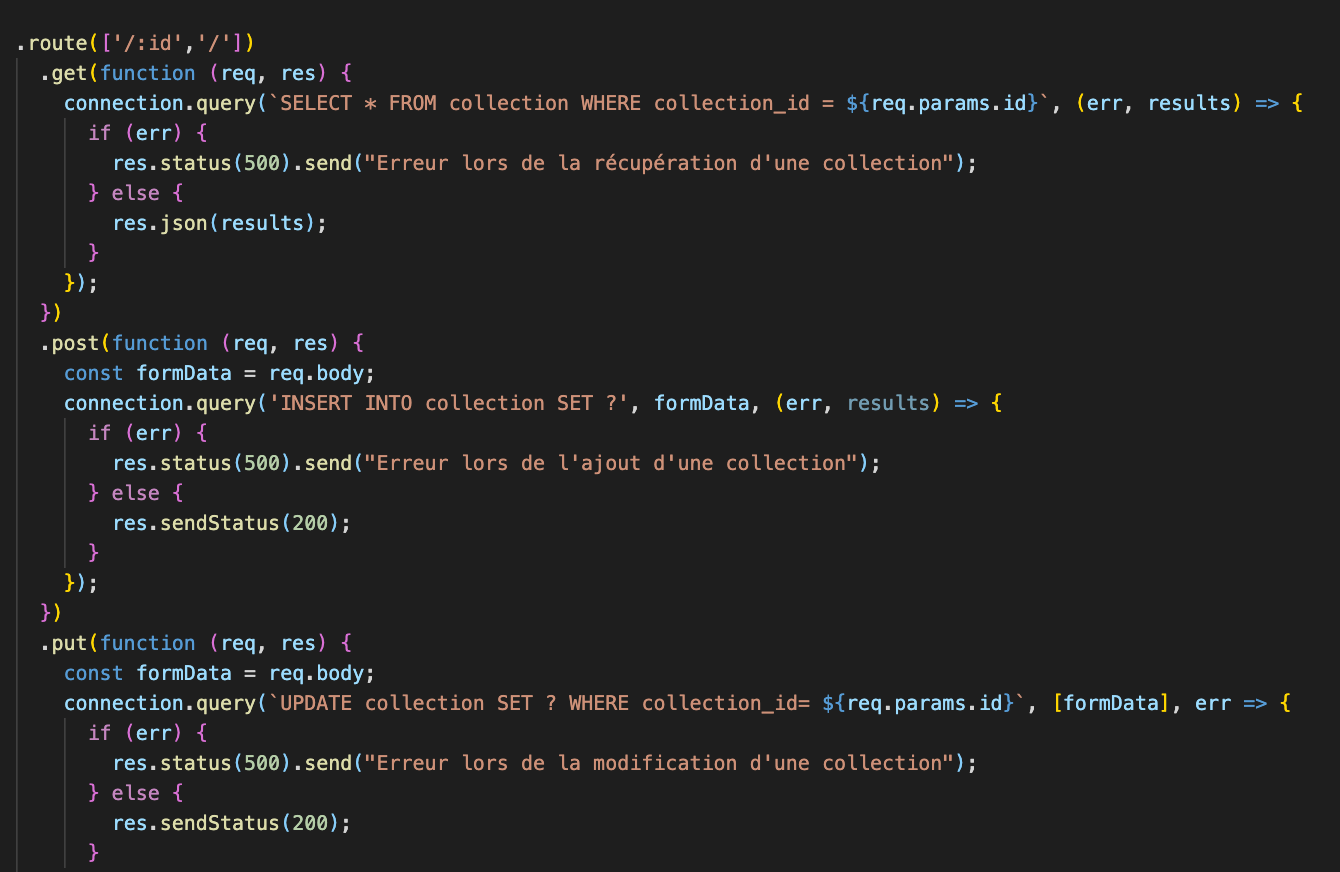 .route(['/:id','/'])
.get(function (req, res) {
connection.query(`SELECT * FROM collection WHERE collection_id = ${req.params.id}`, (err, results) => {
if (err) {
res.status(500).send("Erreur lors de la récupération d'une collection");
} else {
res.json(results);
}
});
})
.post(function (req, res) {
const formData = req.body;
connection.query('INSERT INTO collection SET ?', formData, (err, results) => {
if (err) {
res.status(500).send("Erreur lors de l'ajout d'une collection");
} else {
res.sendStatus(200);
}
});
})
.put(function (req, res) {
const formData = req.body;
connection.query(`UPDATE collection SET ? WHERE collection_id= ${req.params.id}`, [formData], err => {
if (err) {
res.status(500).send("Erreur lors de la modification d'une collection");
} else {
res.sendStatus(200);
}